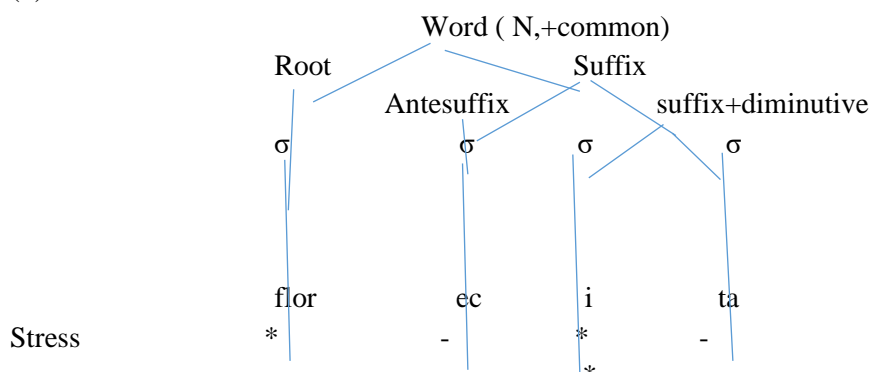 Word ( N,+common)
Root Suffix
Antesuffix suffix+diminutive
σ σ σ σ
flor ec i ta
Stress * - * -
*